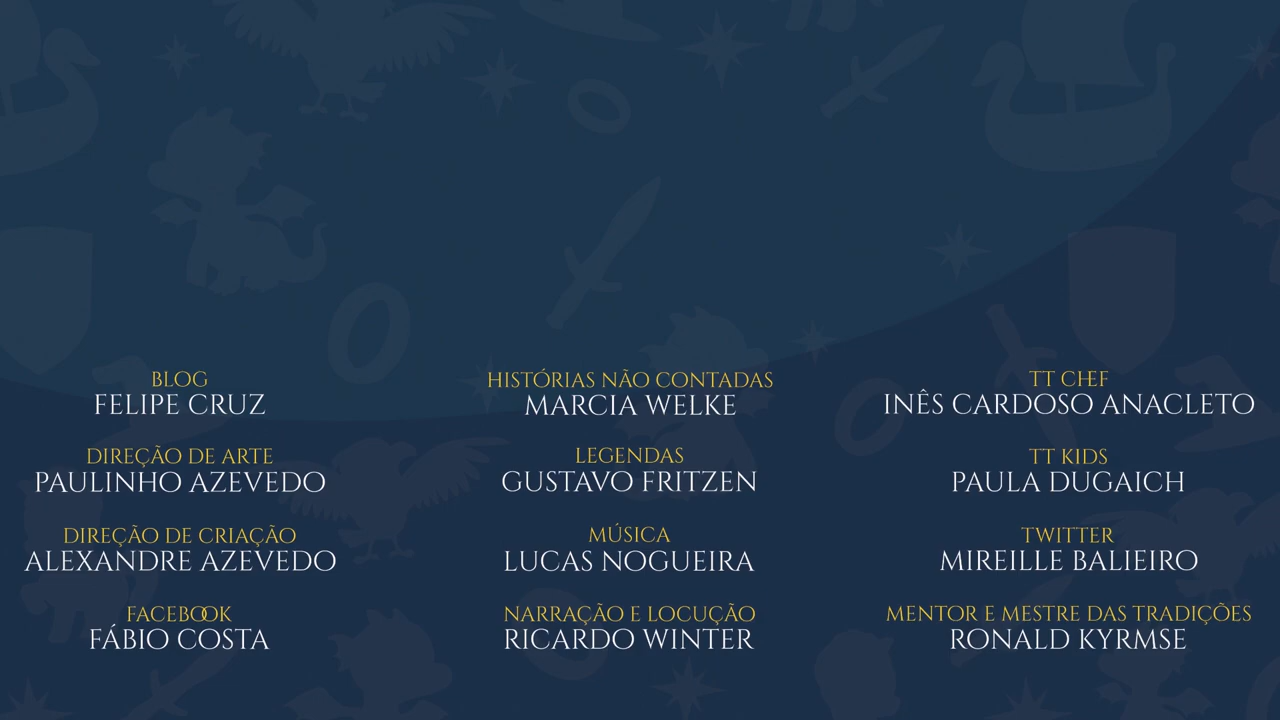 BLOG
FELIPE CRUZ
DIREÇÃO DE ARTE
PAULINHO AZEVEDO
DIREÇÃO DE CRIAÇÃO
ALEXANDRE AZEVEDO
FACEBOOK
FÁBIO COSTA
HISTÓRIAS NÃO CONTADAS
MARCIA WELKE
LEGENDAS
GUSTAVO FRITZEN
MÚSICA
LUCAS NOGUEIRA
NARRAÇÃO E LOCUÇÃO
RICARDO WINTER
TT CHEF
INÊS CARDOSO ANACLETO
TT KIDS
PAULA DUGAICH
TWITTER
MIREILLE BALIEIRO
MENTOR E MESTRE DAS TRADIÇÕES
RONALD KYRMSE